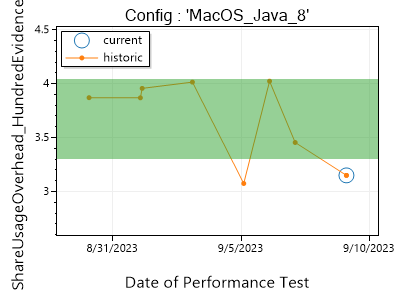 Config : 'MacOS_Java_8'
4.5
current
historic
4
3.5
3
ShareUsageOverhead_HundredEvidence
8/31/2023
9/5/2023
9/10/2023
Date of Performance Test